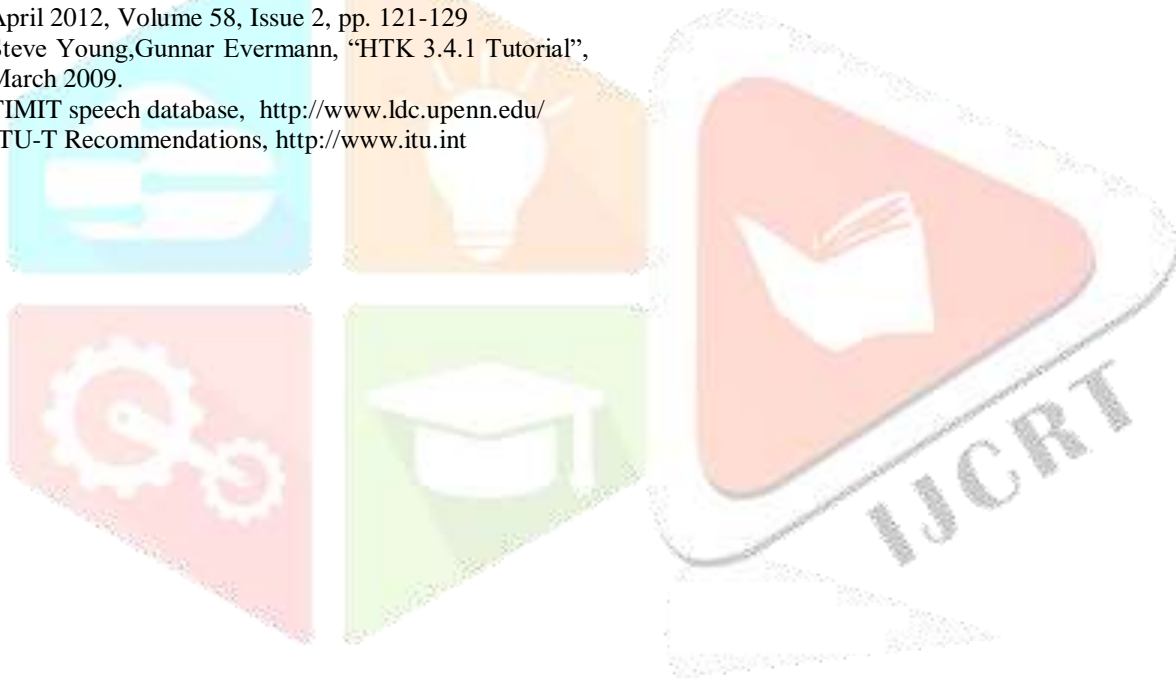 April 2012, Volume 58, Issue 2, pp. 121-129
Steve Young,Gunnar Evermann, “HTK 3.4.1 Tutorial”,
March 2009.
TIMIT speech database, http://www.ldc.upenn.edu/
ITU-T Recommendations, http://www.itu.int
IJCRT